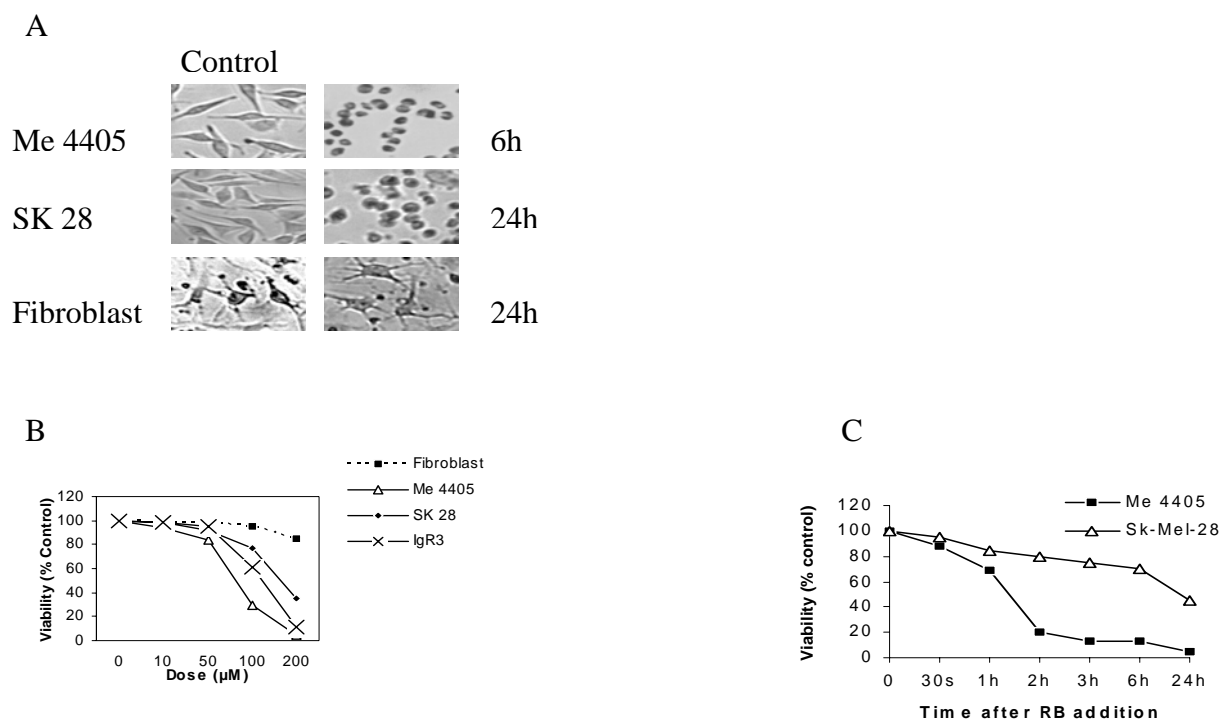 A
Control
Me 4405
6h
SK 28
24h
Fibroblast
24h
B
Fibroblast
Me 4405
SK 28
IgR3
120
100
80
60
40
20
0
Viability (% Control)
0 10 50 100 200
Dose (µM)
C
Me 4405
Sk-Mel-28
120
100
80
60
40
20
0
Viability (% control)
0 30s 1h 2h 3h 6h 24h
Time after RB addition